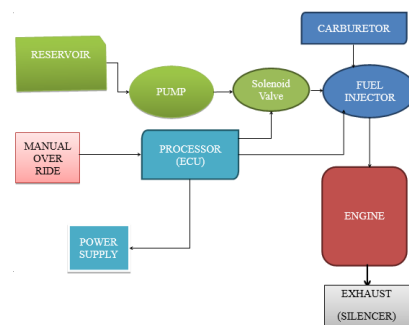 CARBURETOR
RESERVOIR
PUMP
Solenoid
Valve
FUEL
INJECTOR
MANUAL
OVER
RIDE
PROCESSOR
(ECU)
POWER
SUPPLY
ENGINE
EXHAUST
(SILENCER)